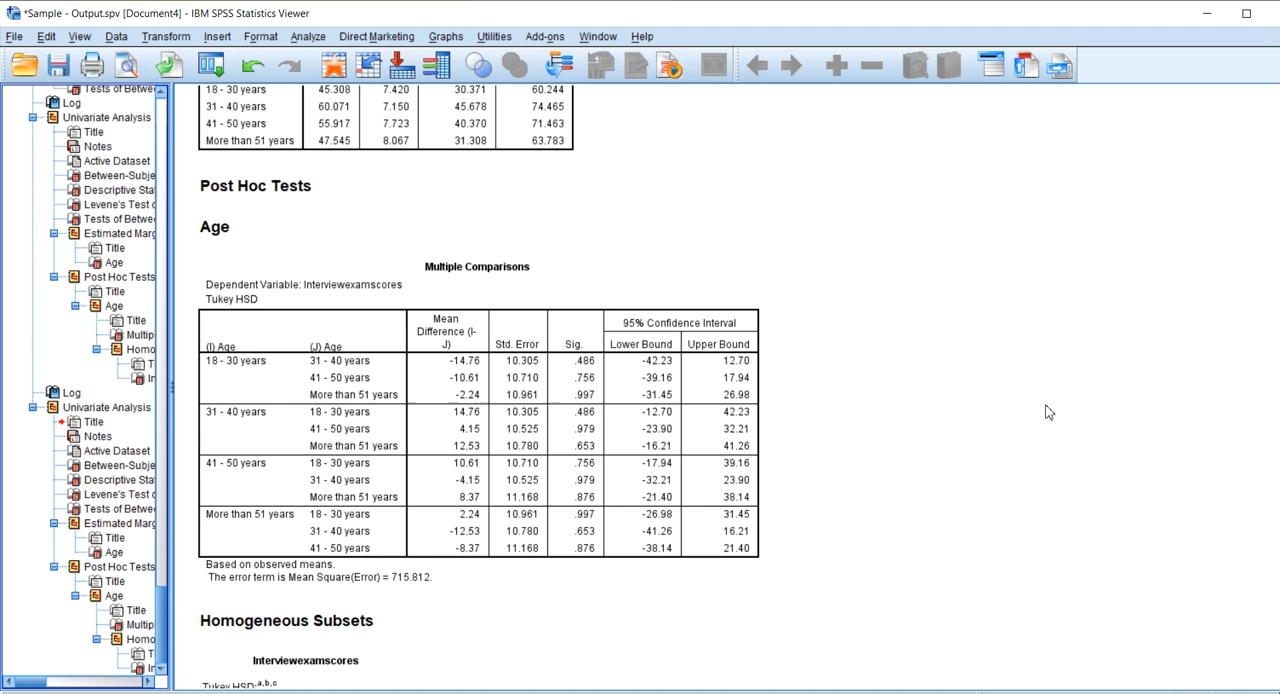 *Sample - Output.spv [Document4] - IBM SPSS Statistics Viewer
File Edit View Data Transform Insert Format Analyze Direct Marketing Graphs Utilities Add-ons Window Help
Tests of Betwe
Log
Univariate Analysis
Title
Notes
Active Dataset
Between-Subje
Descriptive Sta
Levene's Test o
Tests of Betwe
Estimated Marg
Title
Age
Post Hoc Tests
Title
Age
Title
Multip
Homo
T
In
Log
Univariate Analysis
Title
Notes
Active Dataset
Between-Subje
Descriptive Sta
Levene's Test o
Tests of Betwe
Estimated Marg
Title
Age
Post Hoc Tests
Title
Age
Title
Multip
Homo
T
In
18 - 30 years 45.308 7.420 30.371 60.244
31 - 40 years 60.071 7.150 45.678 74.465
41 - 50 years 55.917 7.723 40.370 71.463
More than 51 years 47.545 8.067 31.308 63.783
Post Hoc Tests
Age
Multiple Comparisons
Dependent Variable: Interviewexamscores
Tukey HSD
Mean
Difference (I-
95% Confidence Interval
(I) Age (J) Age J) Std. Error Sig. Lower Bound Upper Bound
18 - 30 years 31 - 40 years -14.76 10.305 .486 -42.23 12.70
41 - 50 years -10.61 10.710 .756 -39.16 17.94
More than 51 years -2.24 10.961 .997 -31.45 26.98
31 - 40 years 18 - 30 years 14.76 10.305 .486 -12.70 42.23
41 - 50 years 4.15 10.525 .979 -23.90 32.21
More than 51 years 12.53 10.780 .653 -16.21 41.26
41 - 50 years 18 - 30 years 10.61 10.710 .756 -17.94 39.16
31 - 40 years -4.15 10.525 .979 -32.21 23.90
More than 51 years 8.37 11.168 .876 -21.40 38.14
More than 51 years 18 - 30 years 2.24 10.961 .997 -26.98 31.45
31 - 40 years -12.53 10.780 .653 -41.26 16.21
41 - 50 years -8.37 11.168 .876 -38.14 21.40
Based on observed means.
The error term is Mean Square(Error) = 715.812.
Homogeneous Subsets
Interviewexamscores
Tukey HSD a,b,c